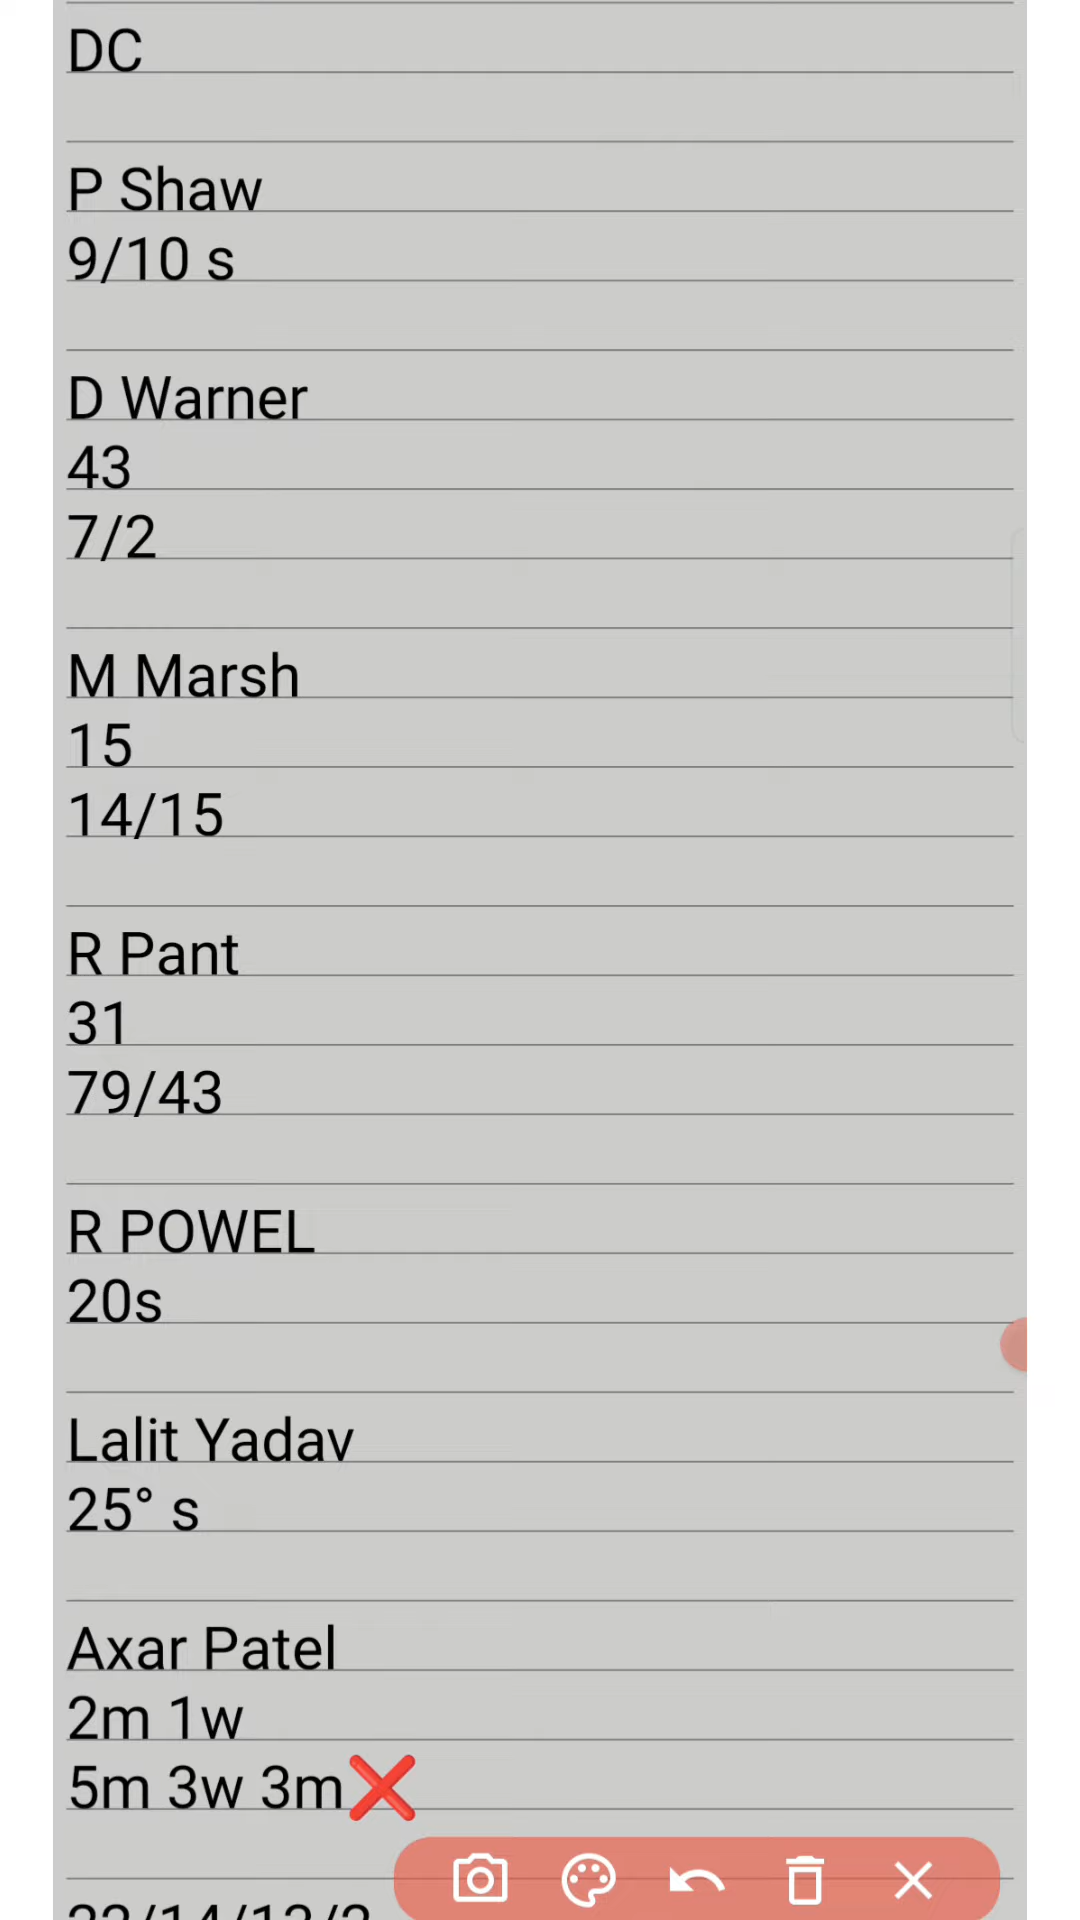 DC
P Shaw
9/10 s
D Warner
43
7/2
M Marsh
15
14/15
R Pant
31
79/43
R POWEL
20s
Lalit Yadav
25° s
Axar Patel
2m 1w
5m 3w 3m❌